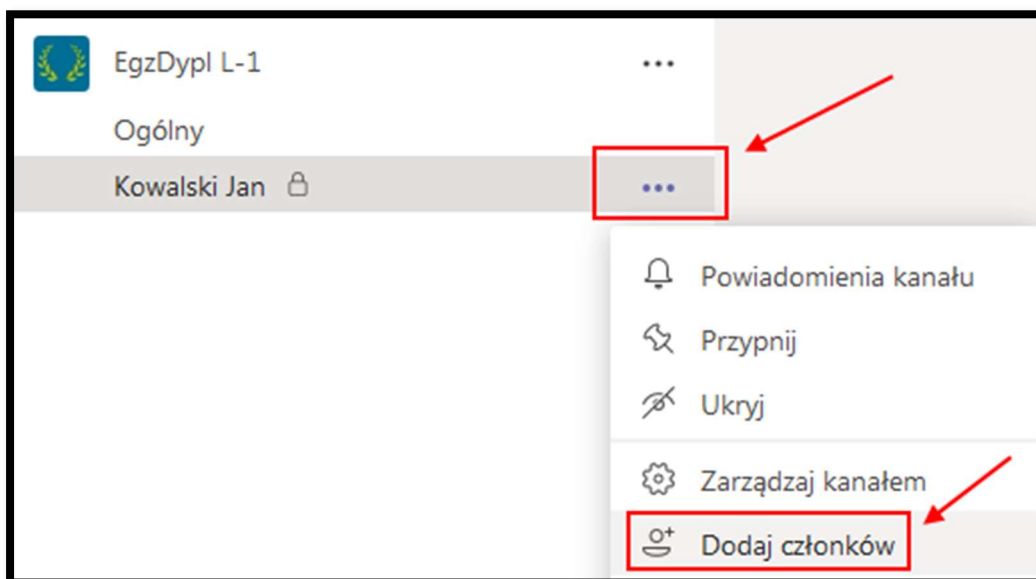 EgzDypl L-1
Ogólny
Kowalski Jan
Powiadomienia kanału
Przypnij
Ukryj
Zarządzaj kanałem
Dodaj członków